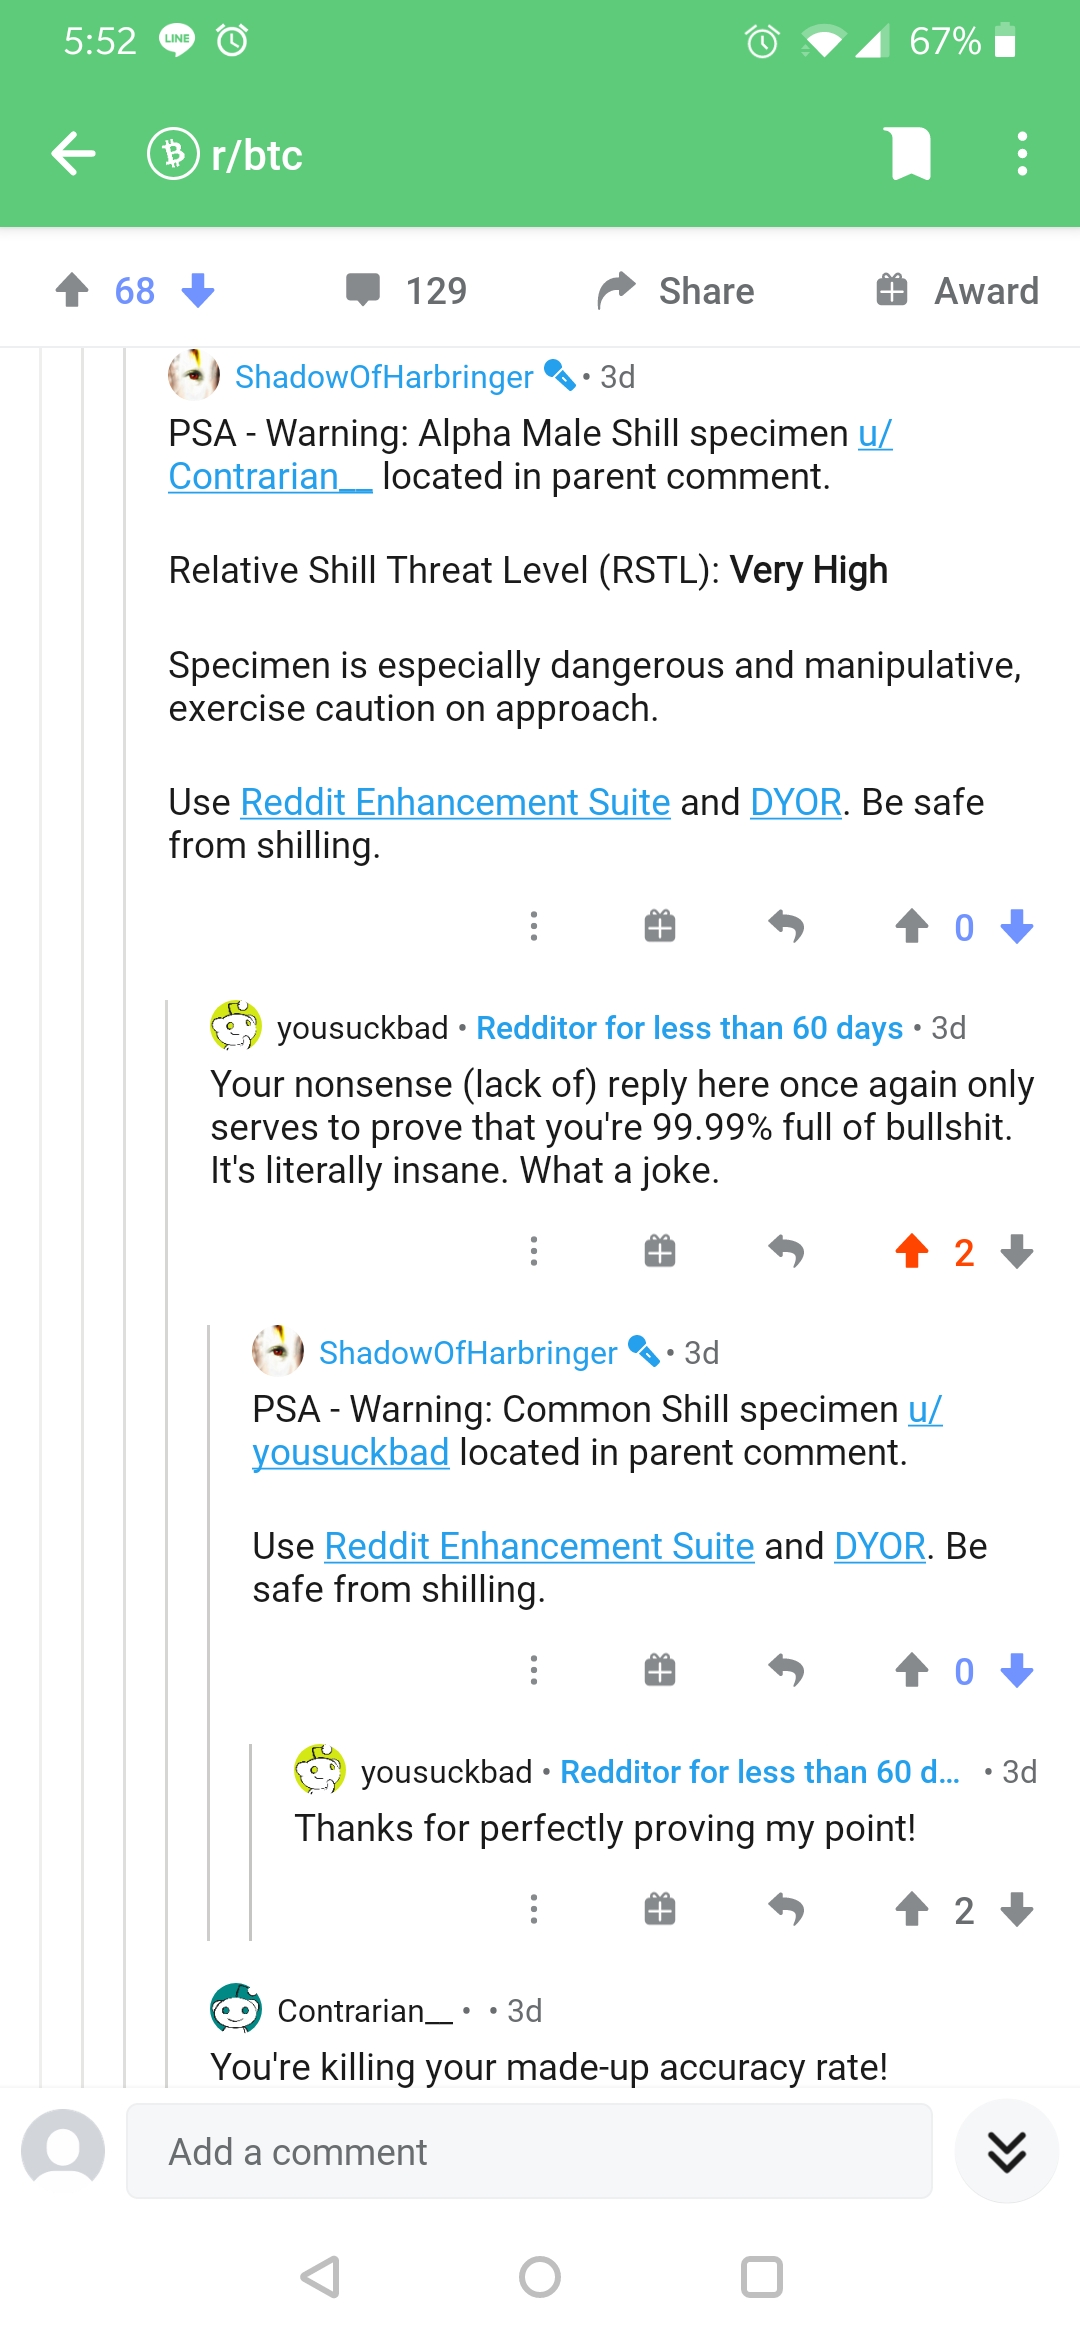 5:52 LINE 67%
r/btc
68 129 Share Award
ShadowOfHarbringer • 3d
PSA - Warning: Alpha Male Shill specimen u/
Contrarian__ located in parent comment.
Relative Shill Threat Level (RSTL): Very High
Specimen is especially dangerous and manipulative,
exercise caution on approach.
Use Reddit Enhancement Suite and DYOR. Be safe
from shilling.
0
yousuckbad • Redditor for less than 60 days • 3d
Your nonsense (lack of) reply here once again only
serves to prove that you're 99.99% full of bullshit.
It's literally insane. What a joke.
2
ShadowOfHarbringer • 3d
PSA - Warning: Common Shill specimen u/
yousuckbad located in parent comment.
Use Reddit Enhancement Suite and DYOR. Be
safe from shilling.
0
yousuckbad • Redditor for less than 60 d... • 3d
Thanks for perfectly proving my point!
2
Contrarian__ • • 3d
You're killing your made-up accuracy rate!
Add a comment